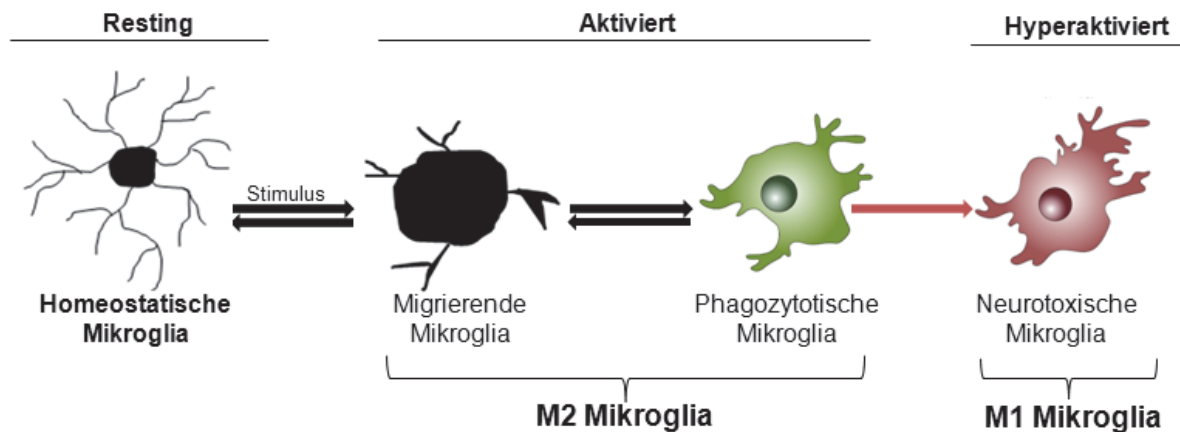 Resting
Aktiviert
Hyperaktiviert
Stimulus
Homeostatische
Mikroglia
Migrierende
Mikroglia
Phagozytotische
Mikroglia
Neurotoxische
Mikroglia
M2 Mikroglia
M1 Mikroglia